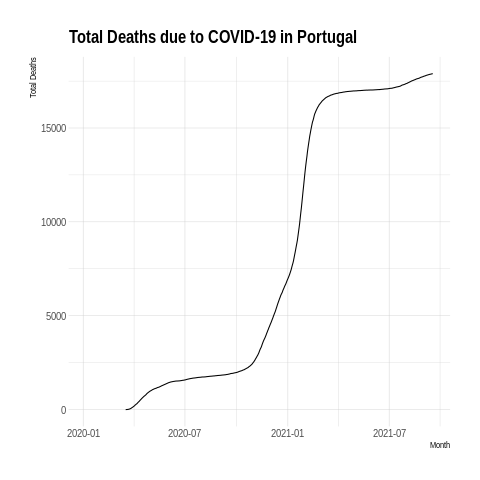 Total Deaths due to COVID-19 in Portugal
Total Deaths
15000
10000
5000
0
2020-01 2020-07 2021-01 2021-07
Month